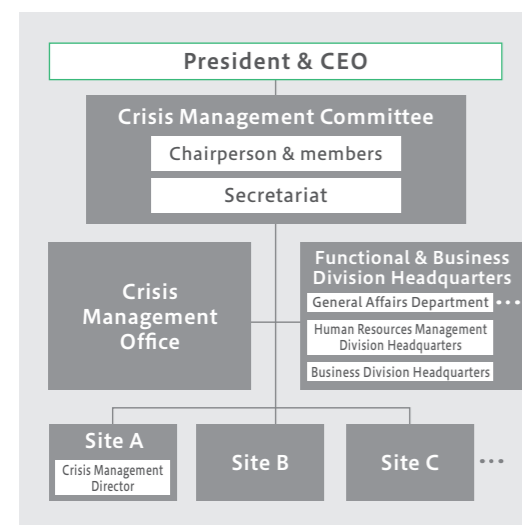 President & CEO
Crisis Management Committee
Chairperson & members
Secretariat
Crisis
Management
Office
Functional & Business
Division Headquarters
General Affairs Department
Human Resources Management
Division Headquarters
Business Division Headquarters
Site A
Crisis Management
Director
Site B
Site C